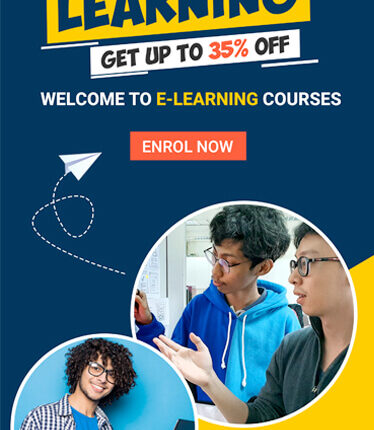 LEARNING
GET UP TO 35% OFF
WELCOME TO E-LEARNING COURSES
ENROL NOW